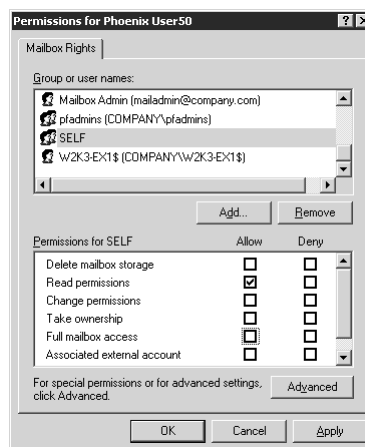 Permissions for Phoenix User50
Mailbox Rights
Group or user names:
Mailbox Admin (mailadmin@company.com)
pfadmins (COMPANY\pfadmins)
SELF
W2K3-EX1$ (COMPANY\W2K3-EX1$)
Add... Remove
Permissions for SELF Allow Deny
Delete mailbox storage
Read permissions
Change permissions
Take ownership
Full mailbox access
Associated external account
For special permissions or for advanced settings, Advanced
click Advanced.
OK Cancel Apply